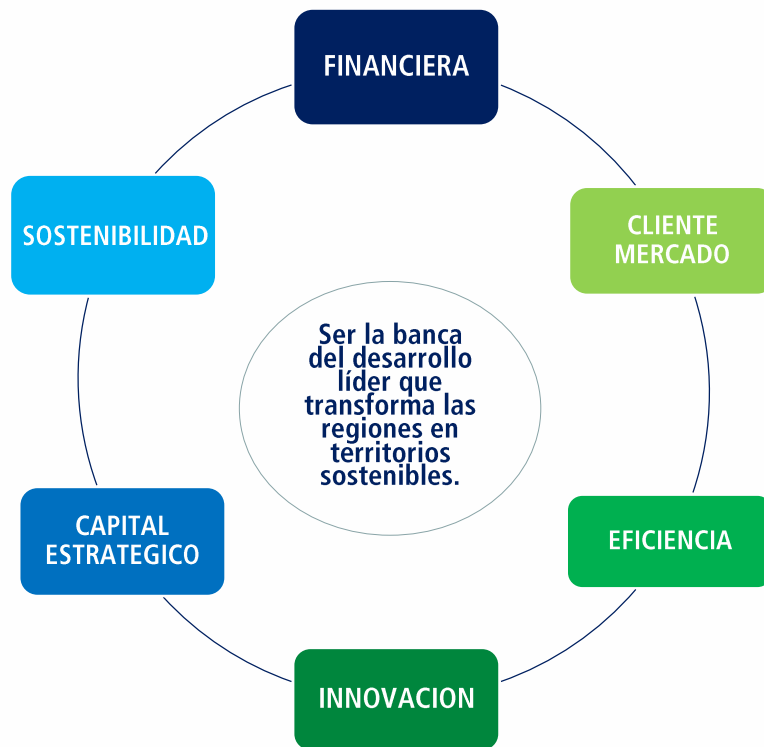 FINANCIERA
CLIENTE
MERCADO
SOSTENIBILIDAD
Ser la banca
del desarrollo
líder que
transforma las
regiones en
territorios
sostenibles.
CAPITAL
ESTRATEGICO
EFICIENCIA
INNOVACION